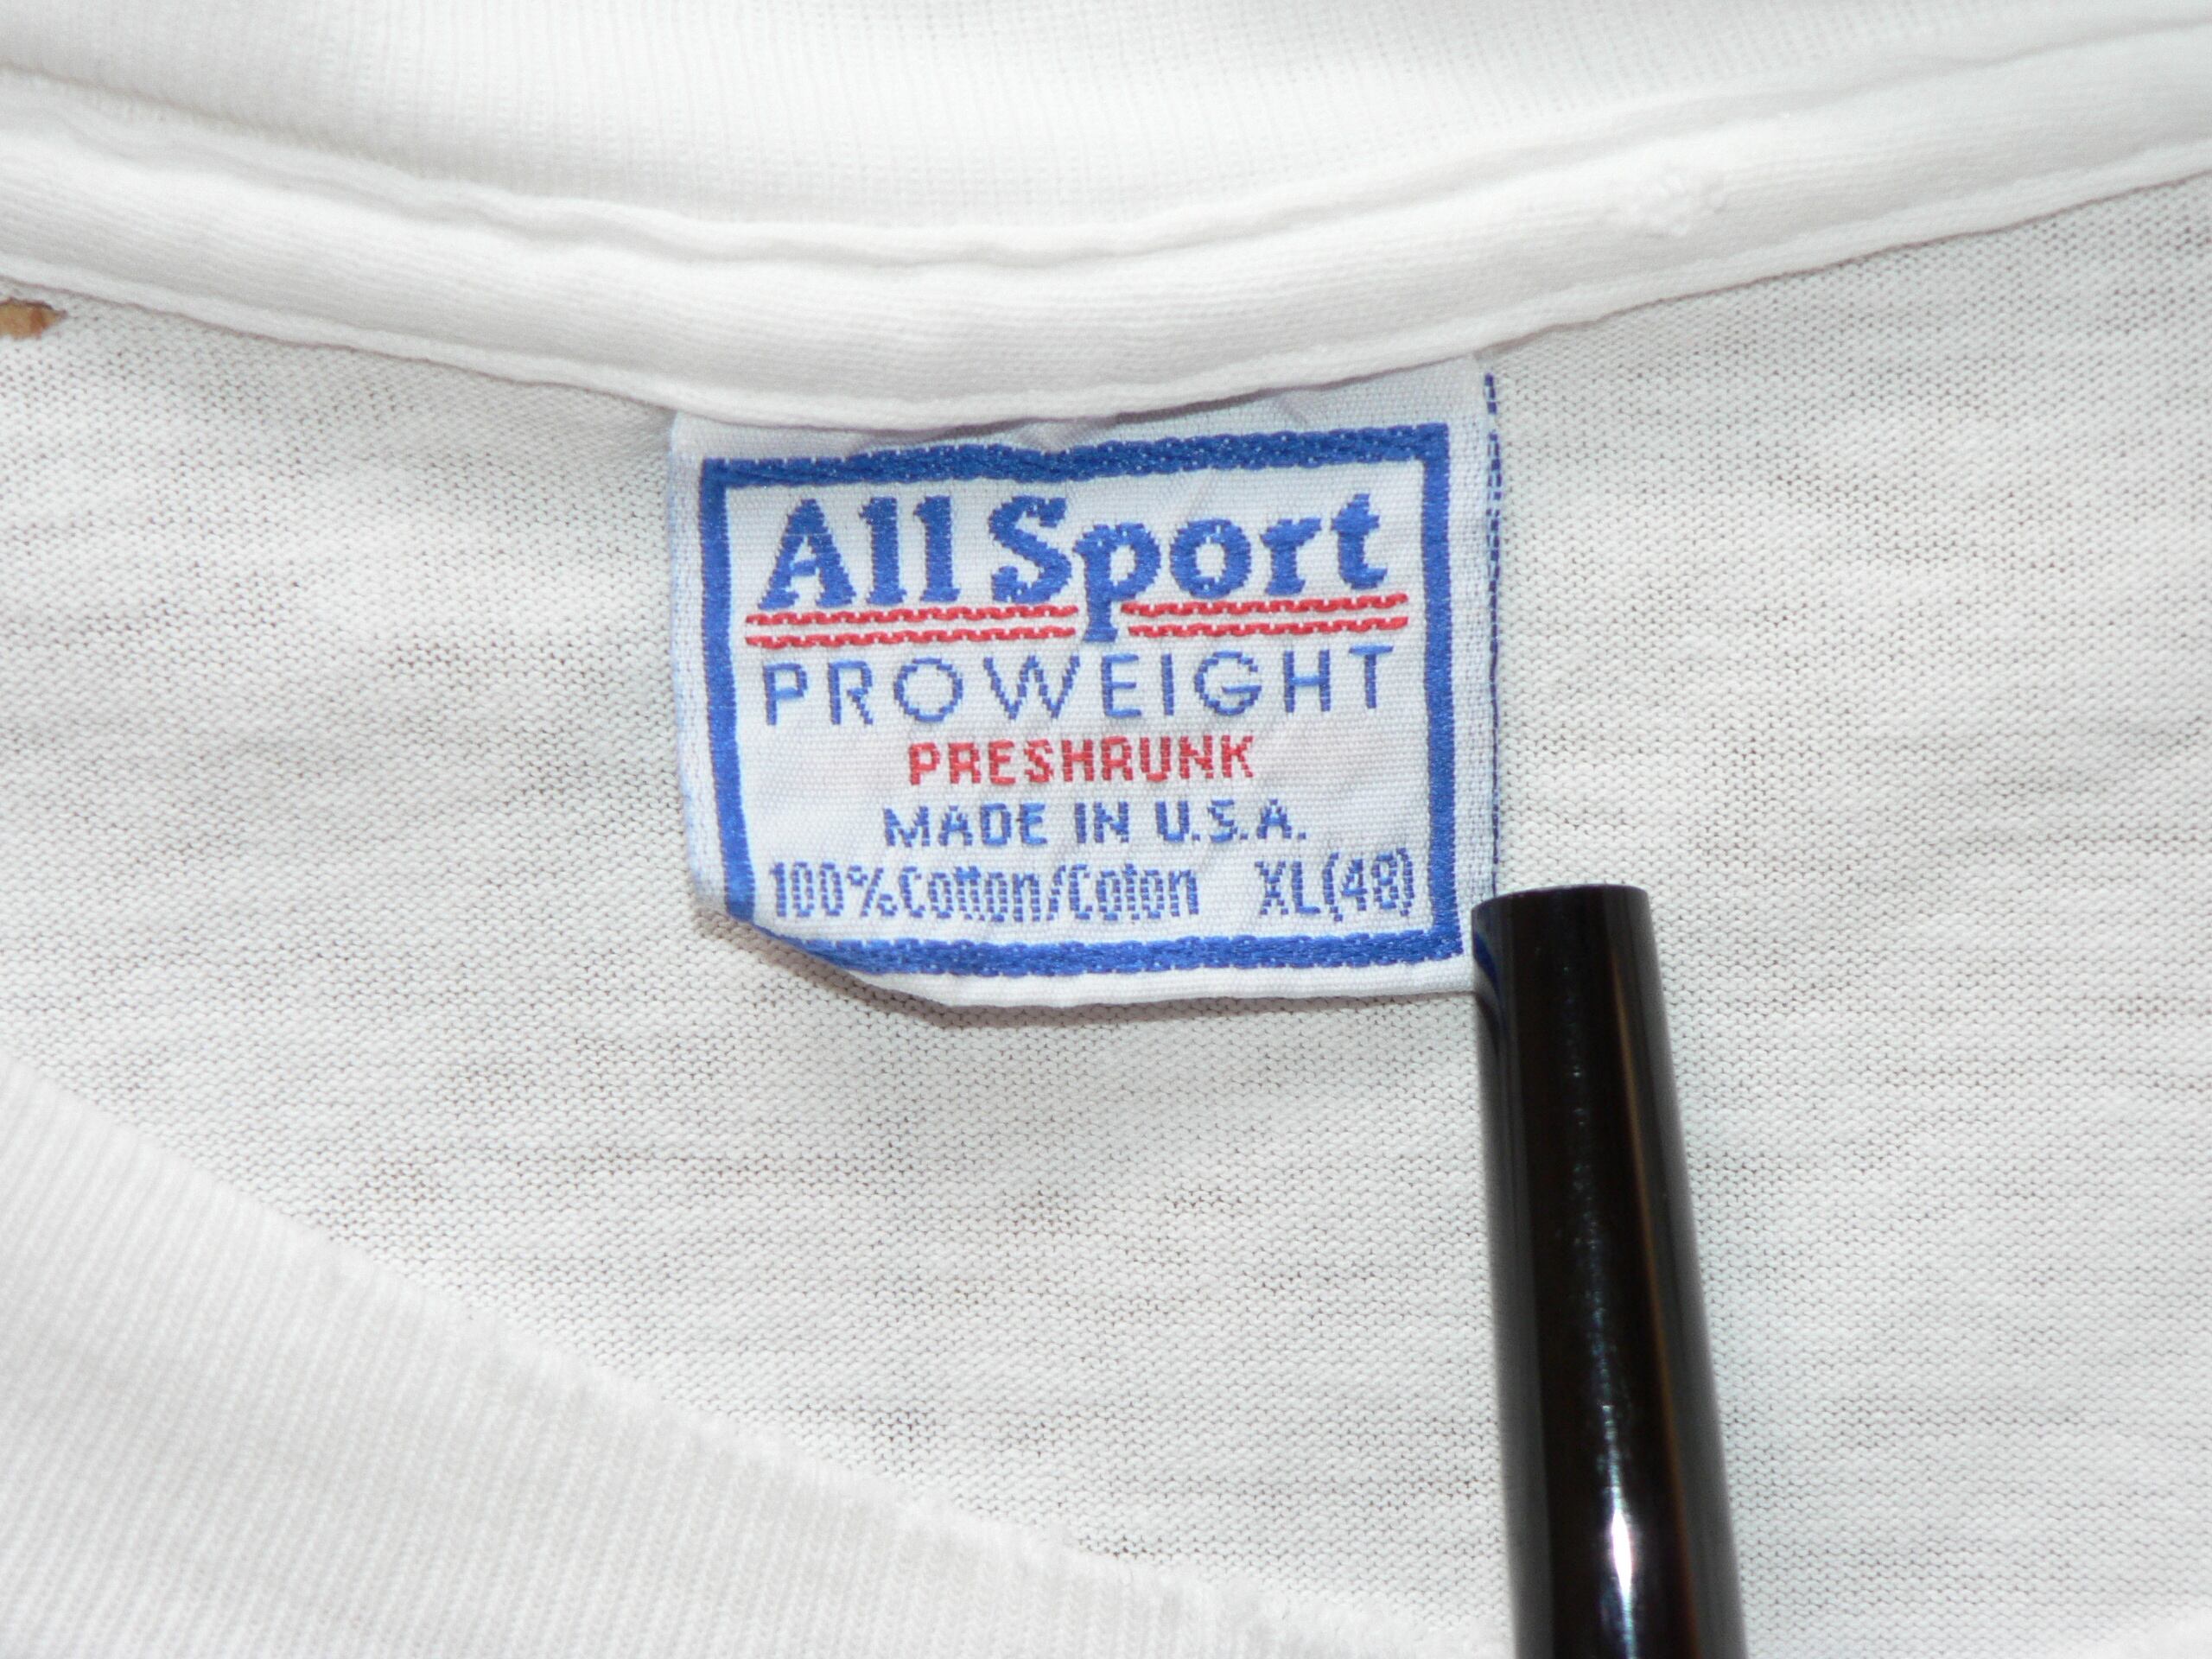 All Sport
PROWEIGHT
PRESHRUNK
MADE IN U.S.A.
100% Cotton/Coton XL(48)